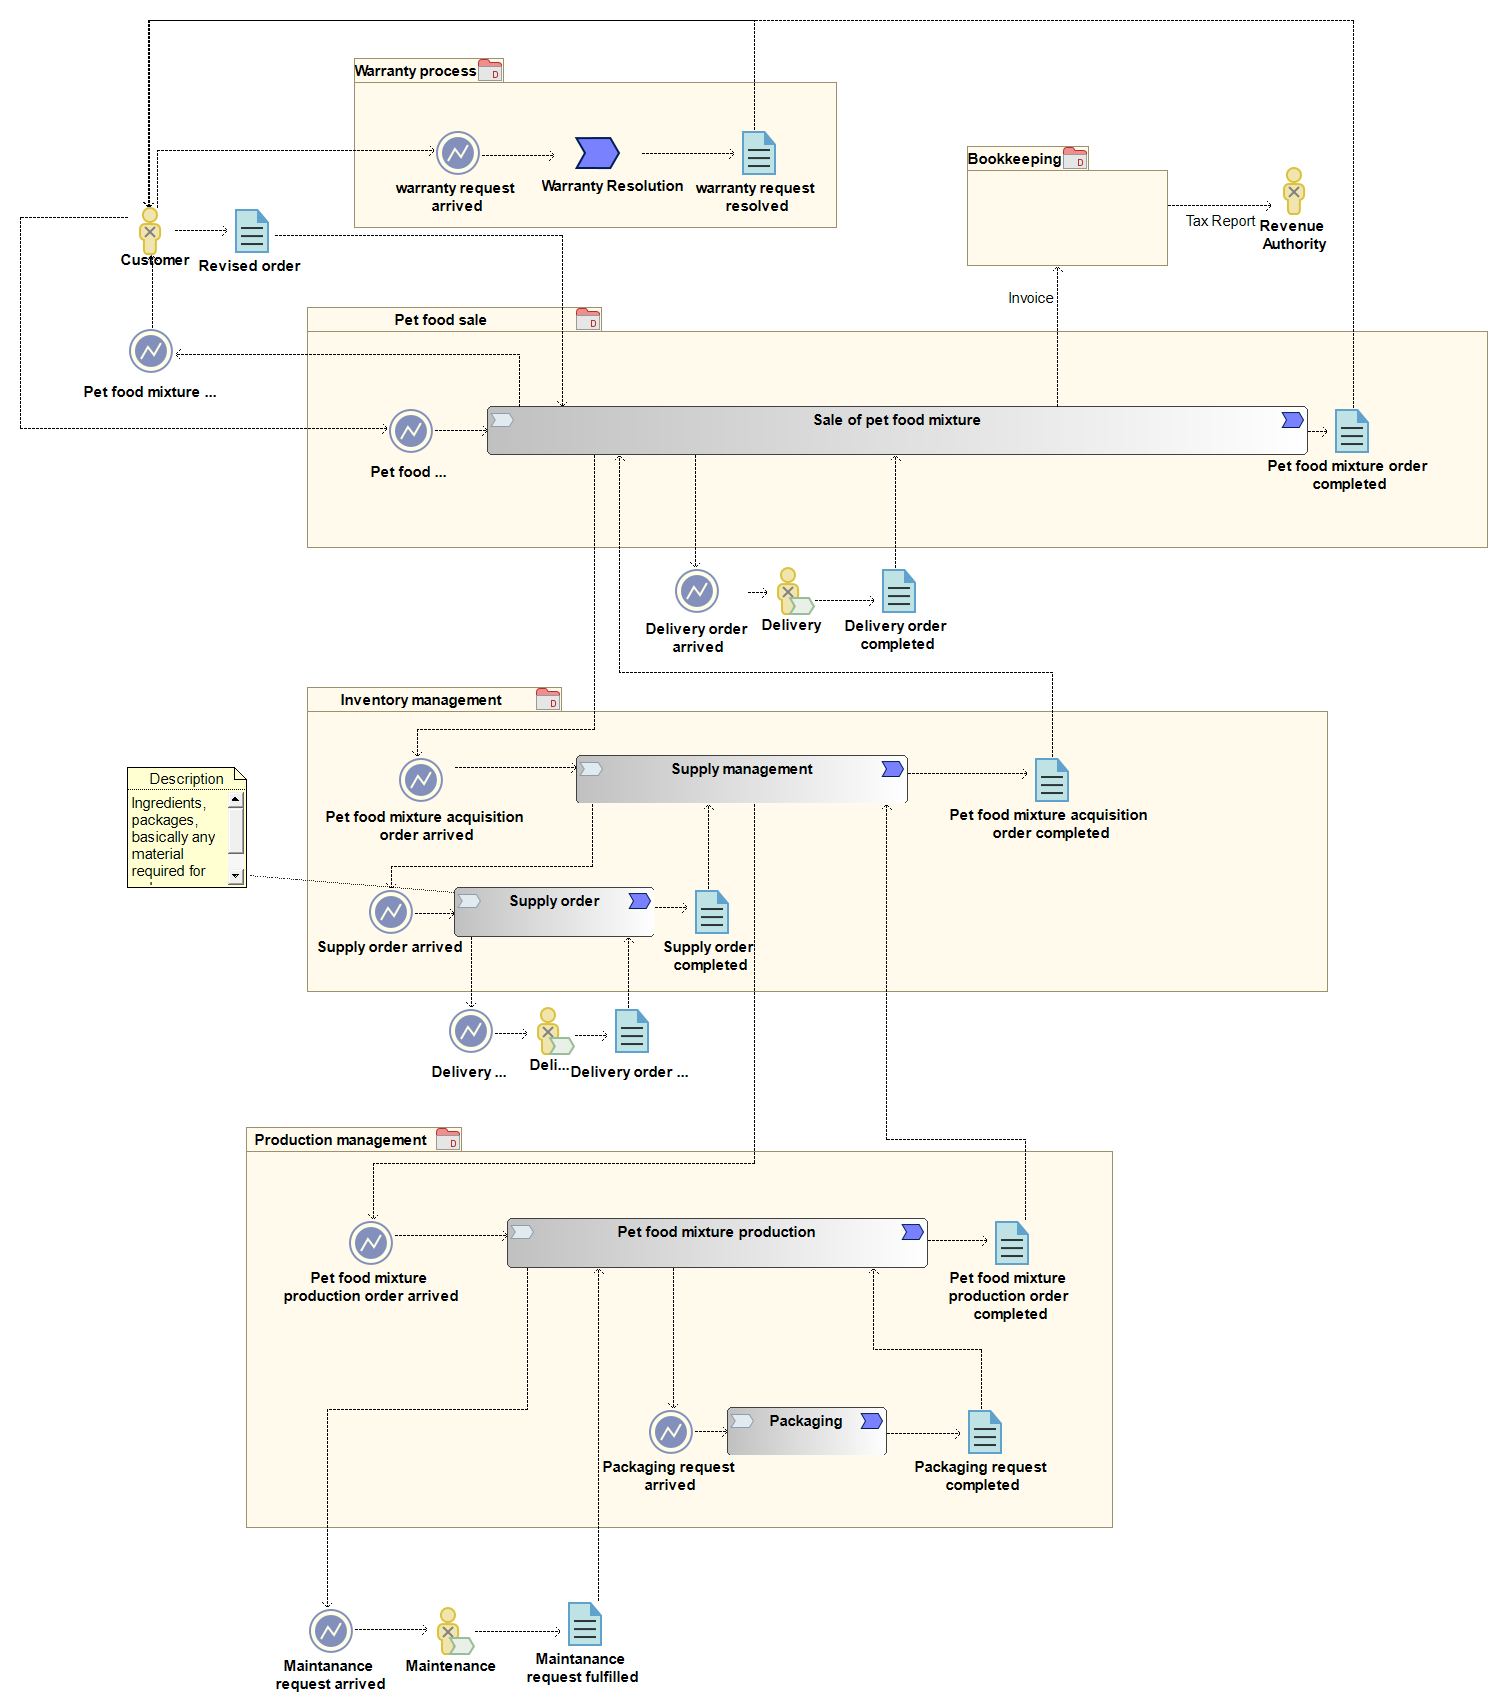 Warranty process
D
warranty request
arrived
Warranty Resolution
warranty request
resolved
Bookkeeping
D
Tax Report
Revenue
Authority
Customer
Revised order
Invoice
Pet food sale
D
Pet food mixture ...
Sale of pet food mixture
Pet food ...
Pet food mixture order
completed
Delivery order
arrived
Delivery
Delivery order
completed
Inventory management
D
Description
Ingredients,
packages,
basically any
material
required for
Supply management
Pet food mixture acquisition
order arrived
Pet food mixture acquisition
order completed
Supply order
Supply order arrived
Supply order
completed
Delivery ...
Deli...
Delivery order ...
Production management
D
Pet food mixture production
Pet food mixture
production order arrived
Pet food mixture
production order
completed
Packaging
Packaging request
arrived
Packaging request
completed
Maintanance
request arrived
Maintenance
Maintanance
request fulfilled